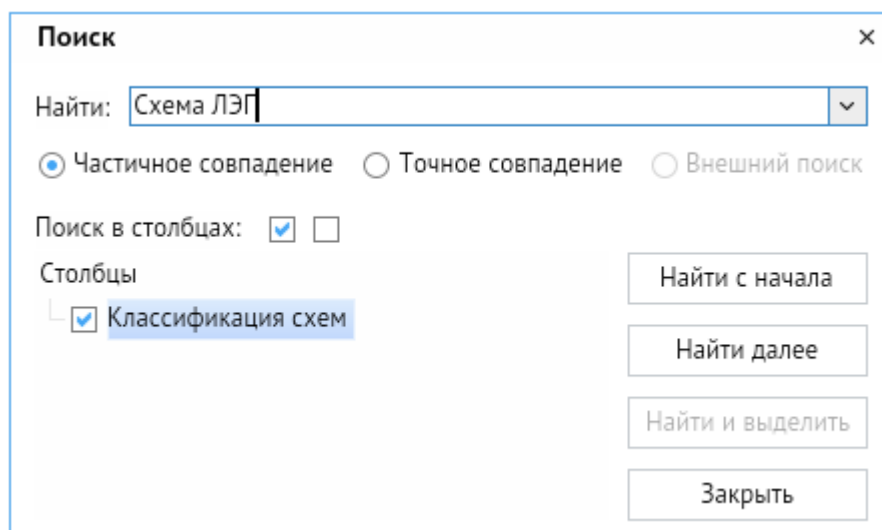 Поиск
Найти: Схема ЛЭП
Частичное совпадение Точное совпадение Внешний поиск
Поиск в столбцах:
Столбцы
Классификация схем
Найти с начала
Найти далее
Найти и выделить
Закрыть